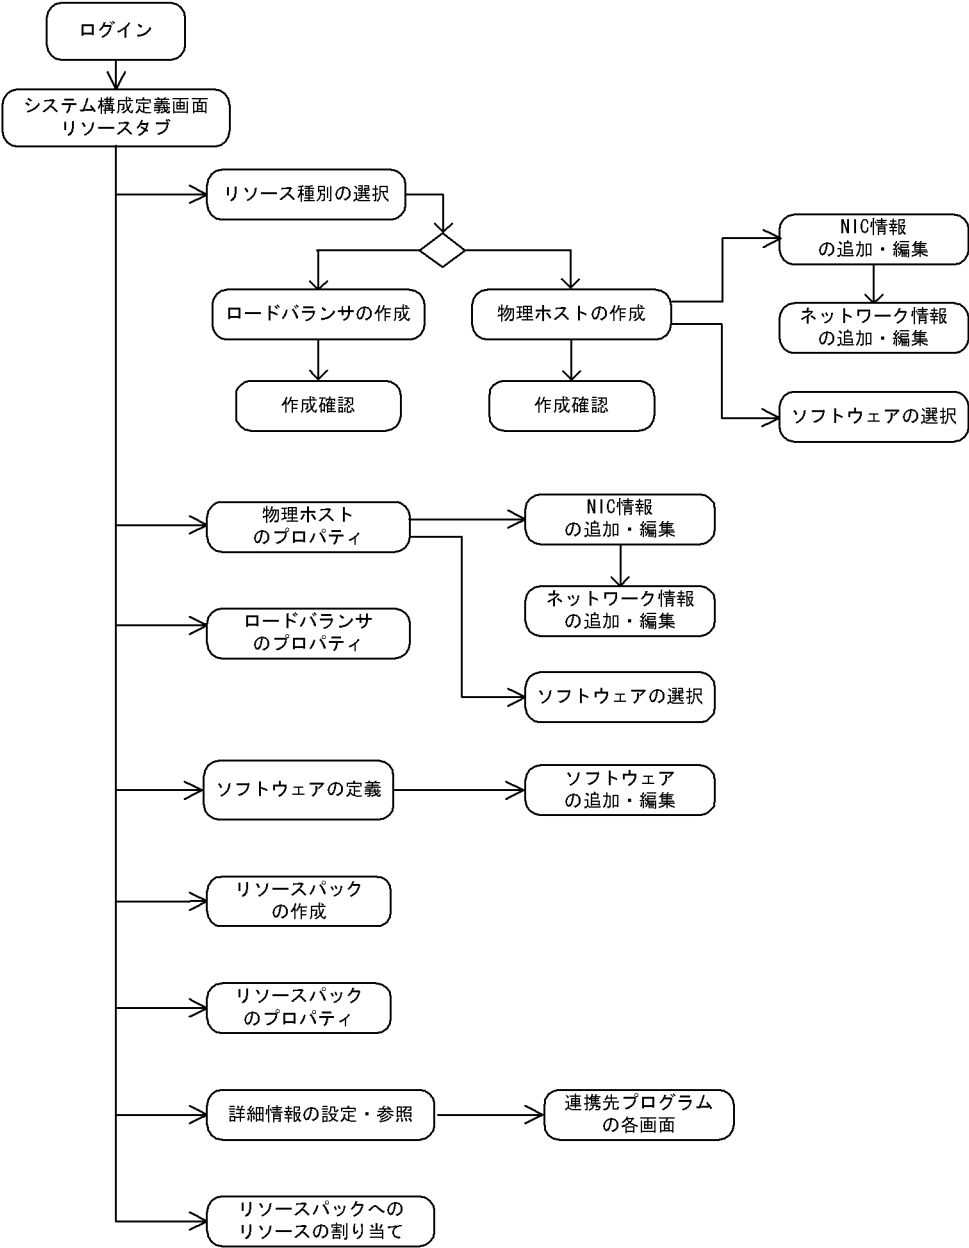 ログイン
システム構成定義画面
リソースタブ
リソース種別の選択
NIC情報
の追加・編集
ロードバランサの作成
物理ホストの作成
ネットワーク情報
の追加・編集
作成確認
作成確認
ソフトウェアの選択
物理ホスト
のプロパティ
NIC情報
の追加・編集
ネットワーク情報
の追加・編集
ロードバランサ
のプロパティ
ソフトウェアの選択
ソフトウェアの定義
ソフトウェア
の追加・編集
リソースパック
の作成
リソースパック
のプロパティ
詳細情報の設定・参照
連携先プログラム
の各画面
リソースパックへの
リソースの割り当て